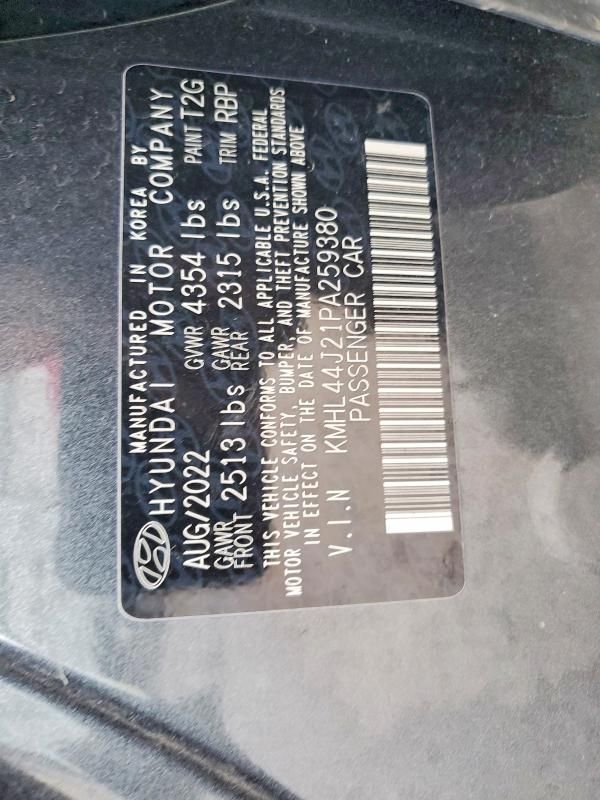 MANUFACTURED IN KOREA BY
HYUNDAI MOTOR COMPANY
AUG/2022 GVWR 4354 lbs PAINT T2G
GAWR FRONT 2513 lbs GAWR REAR 2315 lbs TRIM RBP
THIS VEHICLE CONFORMS TO ALL APPLICABLE U.S.A. FEDERAL
MOTOR VEHICLE SAFETY, BUMPER, AND THEFT PREVENTION STANDARDS
IN EFFECT ON THE DATE OF MANUFACTURE SHOWN ABOVE
V.I.N KMHL44J21PA259380
PASSENGER CAR